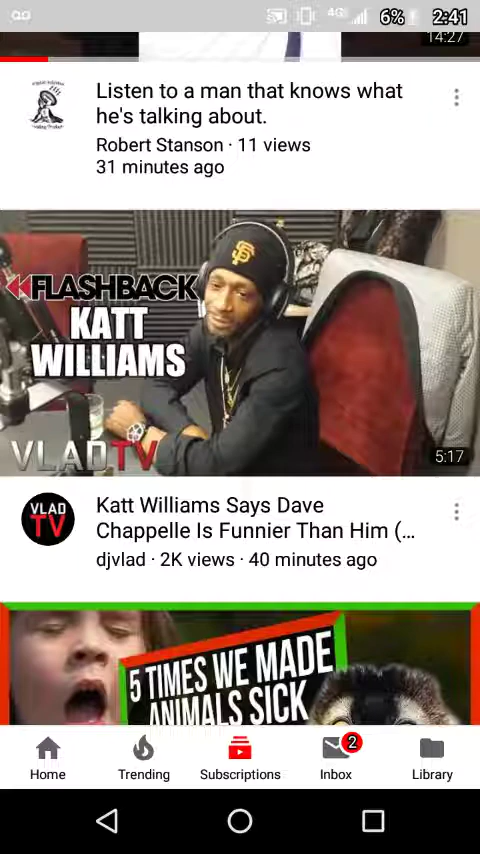 4G
6%
2:41
14:27
Listen to a man that knows what
he's talking about.
Robert Stanson · 11 views
31 minutes ago
FLASHBACK
KATT
WILLIAMS
VLADTV
5:17
VLAD
TV
Katt Williams Says Dave
Chappelle Is Funnier Than Him (...
djvlad · 2K views · 40 minutes ago
5 TIMES WE MADE
ANIMALS SICK
2
Home
Trending
Subscriptions
Inbox
Library